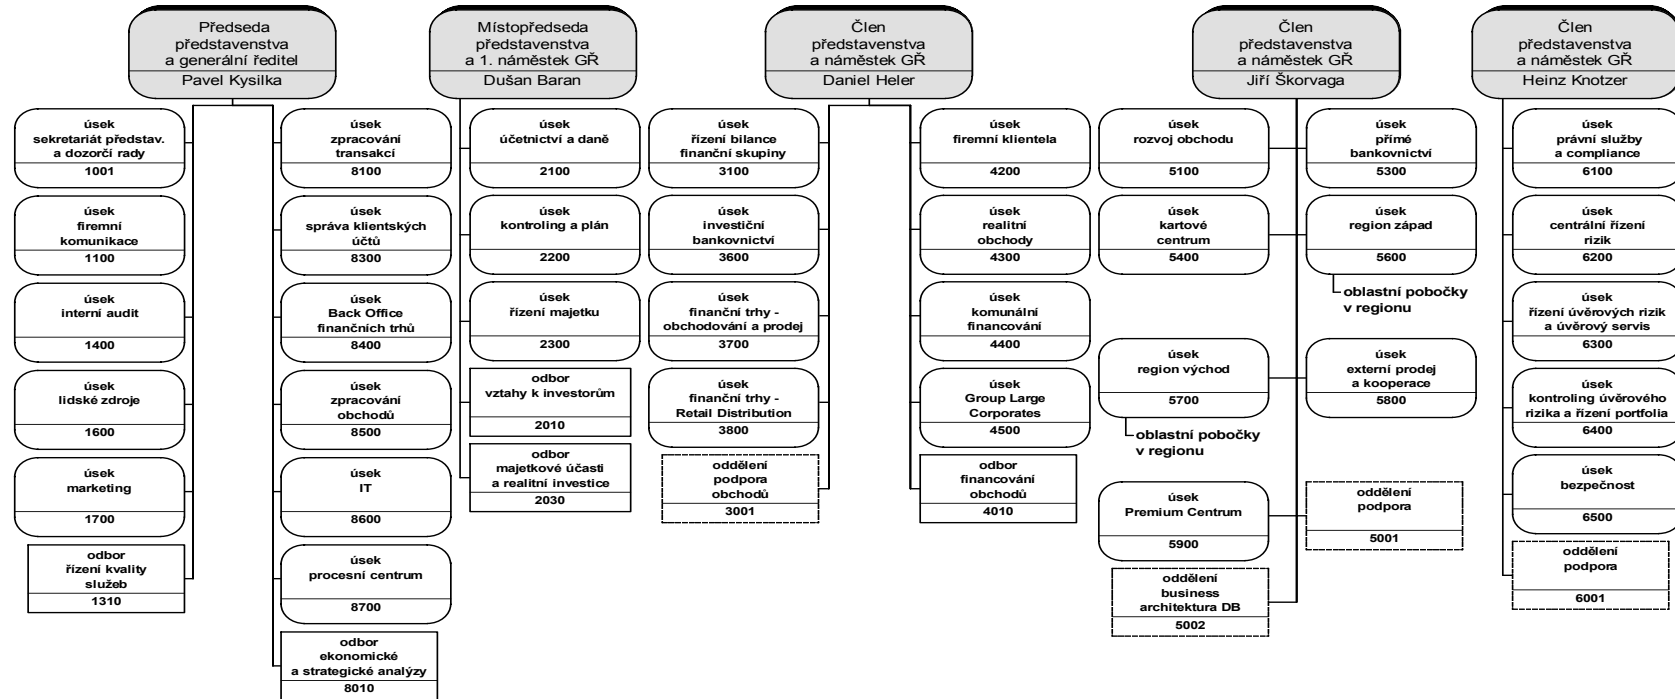 Předseda
představenstva
a generální ředitel
Pavel Kysilka
úsek
sekretariát představ.
a dozorčí rady
1001
úsek
firemní
komunikace
1100
úsek
interní audit
1400
úsek
lidské zdroje
1600
úsek
marketing
1700
odbor
řízení kvality
služeb
1310
úsek
zpracování
transakcí
8100
úsek
správa klientských
účtů
8300
úsek
Back Office
finančních trhů
8400
úsek
zpracování
obchodů
8500
úsek
IT
8600
úsek
procesní centrum
8700
odbor
ekonomické
a strategické analýzy
8010
Místopředseda
představenstva
a 1. náměstek GŘ
Dušan Baran
úsek
účetnictví a daně
2100
úsek
kontroling a plán
2200
úsek
řízení majetku
2300
odbor
vztahy k investorům
2010
odbor
majetkové účasti
a realitní investice
2030
Člen
představenstva
a náměstek GŘ
Daniel Heler
úsek
řízení bilance
finanční skupiny
3100
úsek
investiční
bankovnictví
3600
úsek
finanční trhy -
obchodování a prodej
3700
úsek
finanční trhy -
Retail Distribution
3800
oddělení
podpora
obchodů
3001
úsek
firemní klientela
4200
úsek
realitní
obchody
4300
úsek
komunální
financování
4400
úsek
Group Large
Corporates
4500
odbor
financování
obchodů
4010
Člen
představenstva
a náměstek GŘ
Jiří Škorvaga
úsek
rozvoj obchodu
5100
úsek
kartové
centrum
5400
úsek
region východ
5700
oblastní pobočky
v regionu
úsek
Premium Centrum
5900
oddělení
business
architektura DB
5002
úsek
přímé
bankovnictví
5300
úsek
region západ
5600
oblastní pobočky
v regionu
úsek
externí prodej
a kooperace
5800
oddělení
podpora
5001
Člen
představenstva
a náměstek GŘ
Heinz Knotzer
úsek
právní služby
a compliance
6100
úsek
centrální řízení
rizik
6200
úsek
řízení úvěrových rizik
a úvěrový servis
6300
úsek
kontroling úvěrového
rizika a řízení portfolia
6400
úsek
bezpečnost
6500
oddělení
podpora
6001